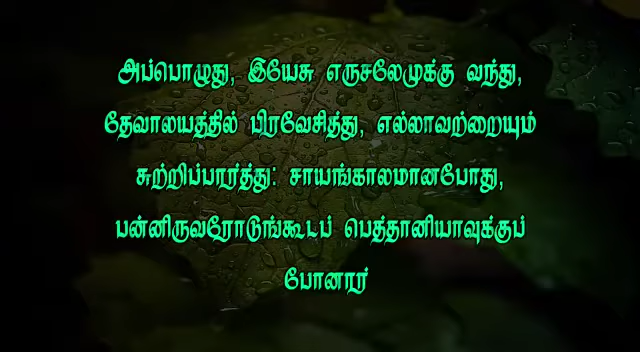 அப்பொழுது, இயேசு எருசலேமுக்கு வந்து,
தேவாலயத்தில் பிரவேசித்து, எல்லாவற்றையும்
சுற்றிப்பார்த்து: சாயங்காலமானபோது,
பன்னிருவரோடுங்கூடப் பெத்தானியாவுக்குப்
போனார்